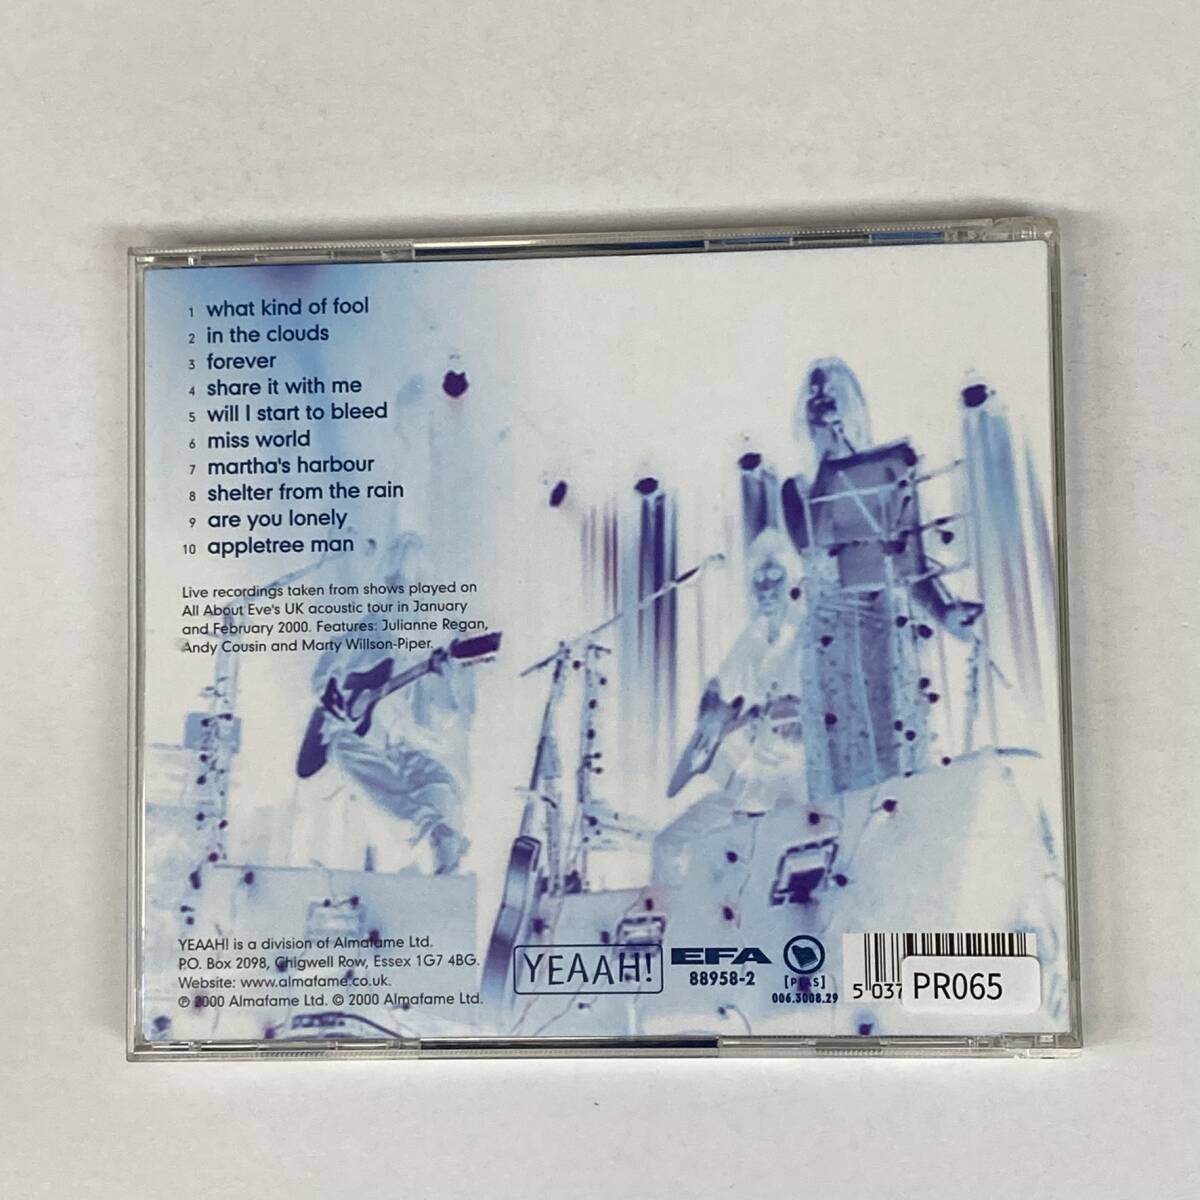 1 what kind of fool
2 in the clouds
3 forever
4 share it with me
5 will I start to bleed
6 miss world
7 martha's harbour
8 shelter from the rain
9 are you lonely
10 appletree man
Live recordings taken from shows played on
All About Eve's UK acoustic tour in January
and February 2000. Features: Julianne Regan,
Andy Cousin and Marty Willson-Piper.
YEAAH! is a division of Almafame Ltd.
P.O. Box 2098, Chigwell Row, Essex 1G7 4BG.
Website: www.almafame.co.uk.
℗ 2000 Almafame Ltd. © 2000 Almafame Ltd.
YEAAH!
EFA
88958-2
[PIAS]
006.3008.29
5 037
PR065